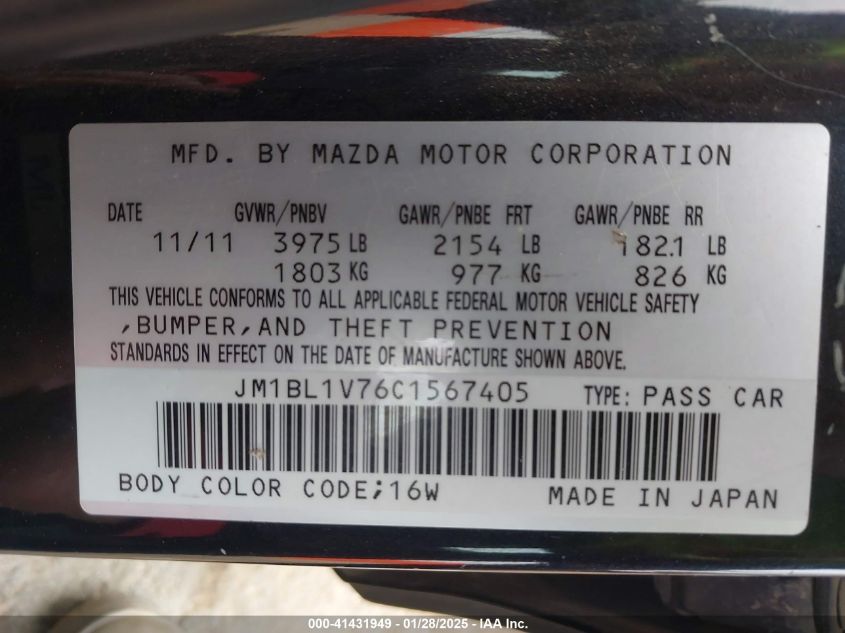 MFD. BY MAZDA MOTOR CORPORATION
DATE GVWR/PNBV GAWR/PNBE FRT GAWR/PNBE RR
11/11 3975 LB 2154 LB 1821 LB
1803 KG 977 KG 826 KG
THIS VEHICLE CONFORMS TO ALL APPLICABLE FEDERAL MOTOR VEHICLE SAFETY
,BUMPER,AND THEFT PREVENTION
STANDARDS IN EFFECT ON THE DATE OF MANUFACTURE SHOWN ABOVE.
JM1BL1V76C1567405 TYPE: PASS CAR
BODY COLOR CODE;16W MADE IN JAPAN
000-41431949 - 01/28/2025 - IAA Inc.